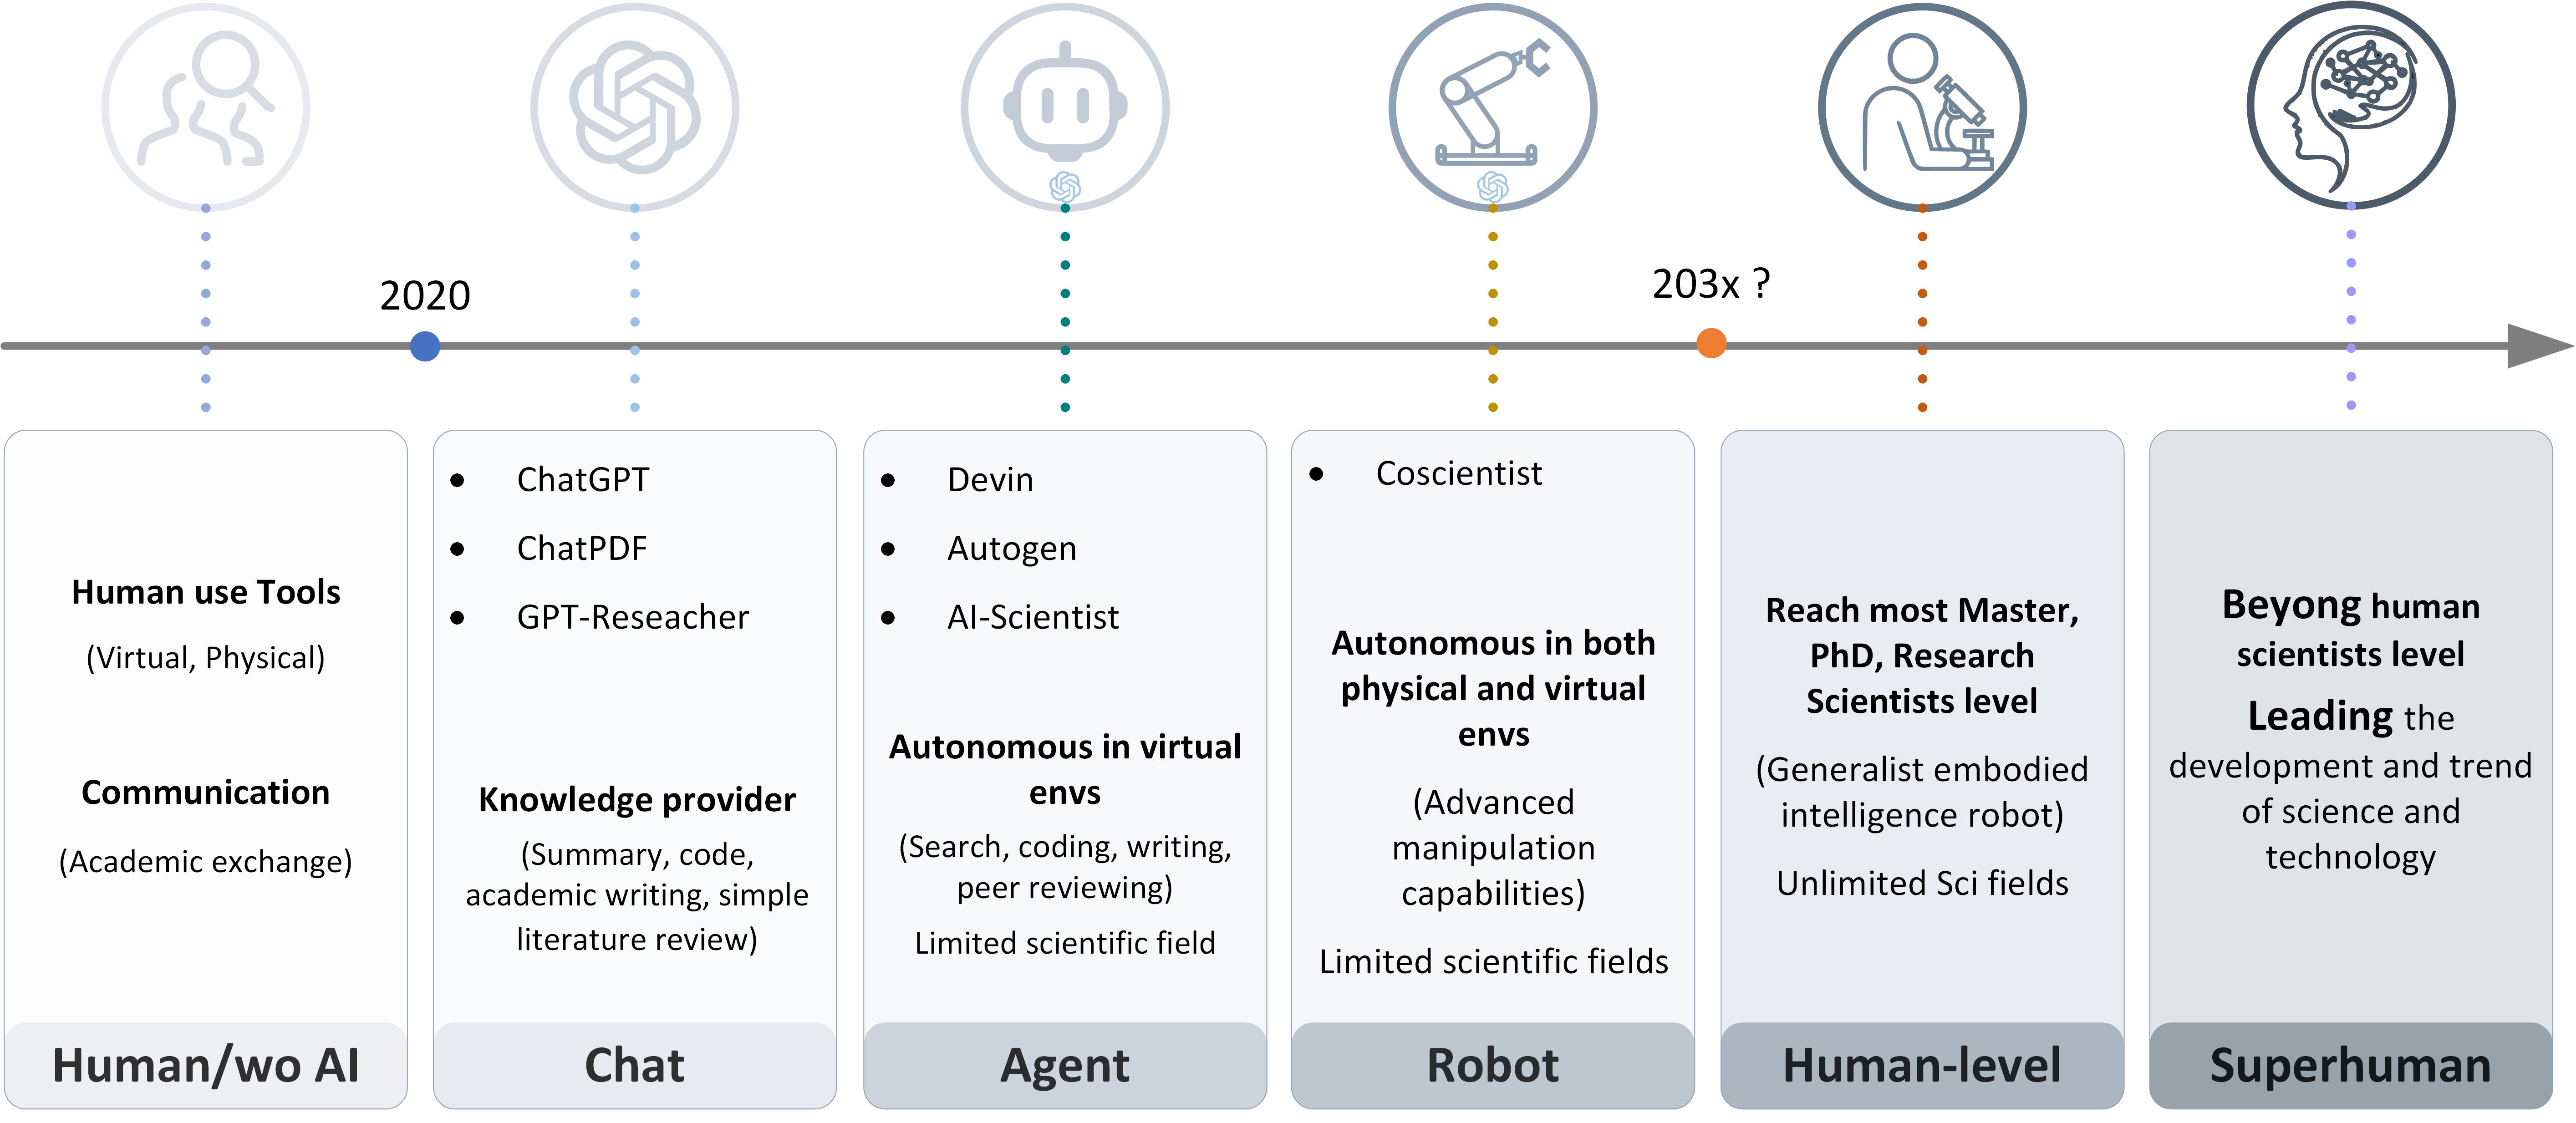 2020
203x ?
Human use Tools
(Virtual, Physical)
Communication
(Academic exchange)
Human/wo AI
• ChatGPT
• ChatPDF
• GPT-Reseacher
Knowledge provider
(Summary, code,
academic writing, simple
literature review)
Chat
• Devin
• Autogen
• AI-Scientist
Autonomous in virtual
envs
(Search, coding, writing,
peer reviewing)
Limited scientific field
Agent
• Coscientist
Autonomous in both
physical and virtual
envs
(Advanced
manipulation
capabilities)
Limited scientific fields
Robot
Reach most Master,
PhD, Research
Scientists level
(Generalist embodied
intelligence robot)
Unlimited Sci fields
Human-level
Beyong human
scientists level
Leading the
development and trend
of science and
technology
Superhuman